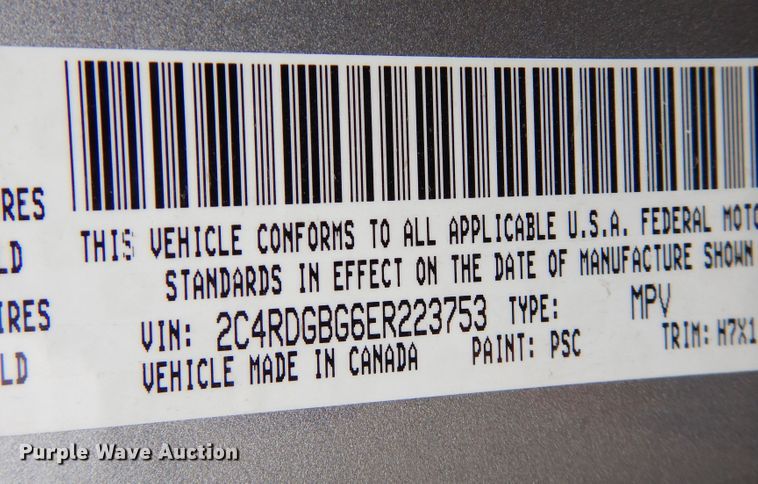 RES
LD
IRES
LD
THIS VEHICLE CONFORMS TO ALL APPLICABLE U.S.A. FEDERAL MOTO
STANDARDS IN EFFECT ON THE DATE OF MANUFACTURE SHOWN
VIN: 2C4RDGBG6ER223753 TYPE: MPV
VEHICLE MADE IN CANADA PAINT: PSC TRIM: H7X1
Purple Wave Auction